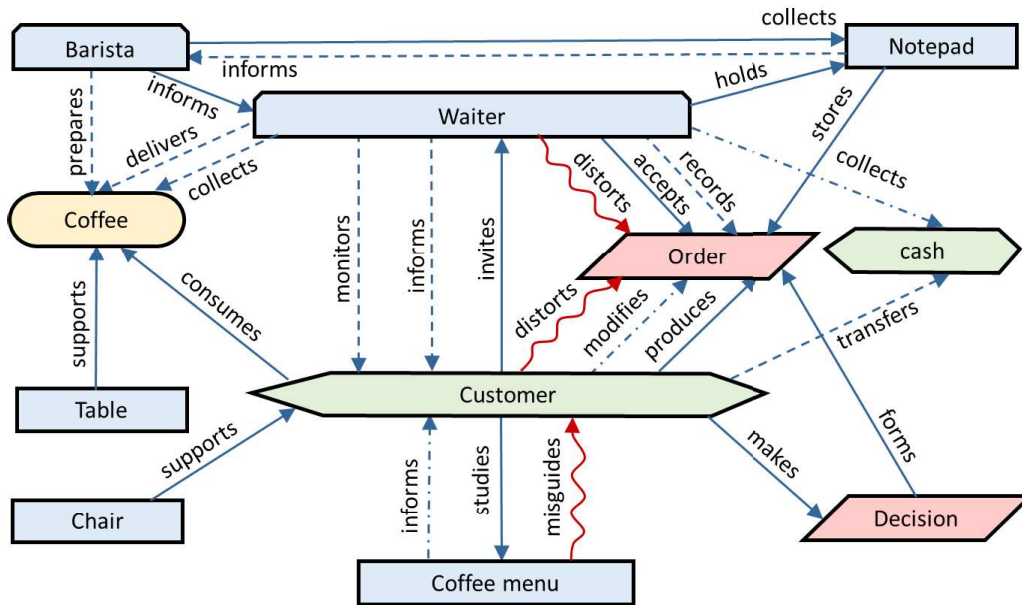 collects
Barista
Notepad
informs
informs
holds
prepares
Waiter
stores
delivers
collects
distorts
accepts
records
collects
Coffee
Order
cash
monitors
informs
invites
consumes
supports
distorts
modifies
produces
transfers
Table
Customer
supports
forms
makes
informs
studies
misguides
Chair
Decision
Coffee menu